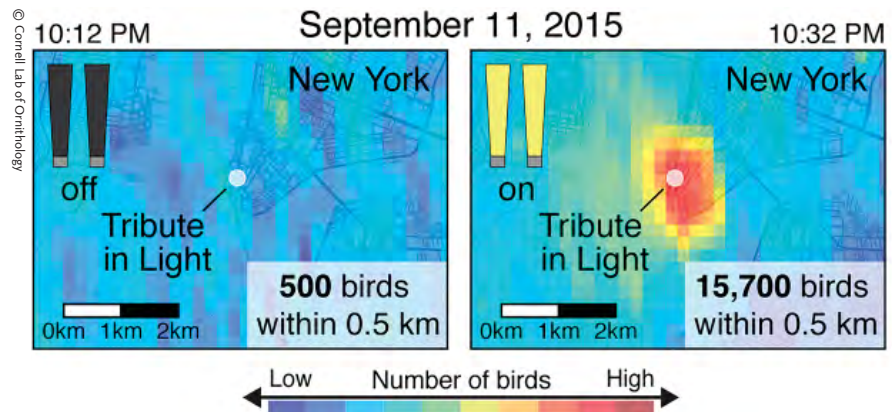 © Cornell Lab of Ornithology
September 11, 2015
10:12 PM
10:32 PM
New York
off
Tribute
in Light
500 birds
within 0.5 km
0km 1km 2km
New York
on
Tribute
in Light
15,700 birds
within 0.5 km
0km 1km 2km
Low Number of birds High